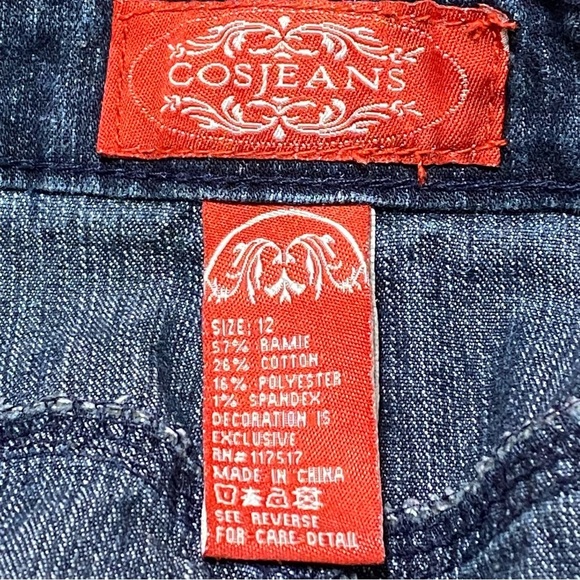 COSJEANS
SIZE: 12
57% RAMIE
26% COTTON
16% POLYESTER
1% SPANDEX
DECORATION IS
EXCLUSIVE
RN# 117517
MADE IN CHINA
SEE REVERSE
FOR CARE DETAIL